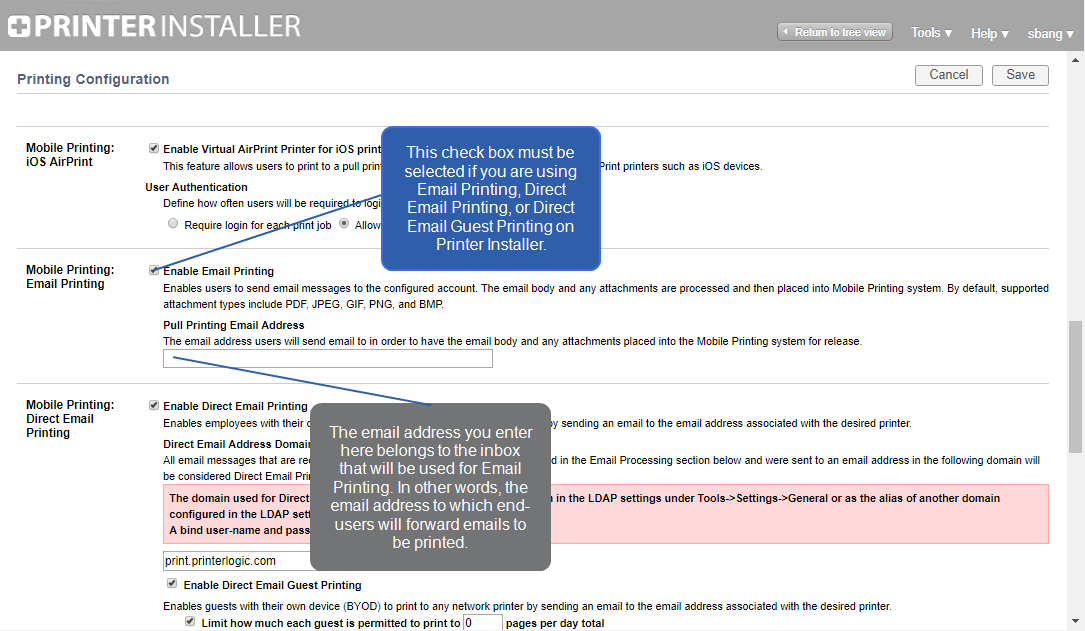 PRINTERINSTALLER
Return to tree view
Tools ▾
Help ▾
sbang ▾
Printing Configuration
Cancel
Save
Mobile Printing:
iOS AirPrint
Enable Virtual AirPrint Printer for iOS print
This feature allows users to print to a pull prin
Print printers such as iOS devices.
User Authentication
Define how often users will be required to logi
Require login for each print job
Allow
This check box must be
selected if you are using
Email Printing, Direct
Email Printing, or Direct
Email Guest Printing on
Printer Installer.
Mobile Printing:
Email Printing
Enable Email Printing
Enables users to send email messages to the configured account. The email body and any attachments are processed and then placed into Mobile Printing system. By default, supported
attachment types include PDF, JPEG, GIF, PNG, and BMP.
Pull Printing Email Address
The email address users will send email to in order to have the email body and any attachments placed into the Mobile Printing system for release.
Mobile Printing:
Direct Email
Printing
Enable Direct Email Printing
Enables employees with their
by sending an email to the email address associated with the desired printer.
Direct Email Address Domain
All email messages that are re
d in the Email Processing section below and were sent to an email address in the following domain will
be considered Direct Email Prin
The domain used for Direct
in the LDAP settings under Tools->Settings->General or as the alias of another domain
configured in the LDAP set
A bind user-name and pass
The email address you enter
here belongs to the inbox
that will be used for Email
Printing. In other words, the
email address to which end-
users will forward emails to
be printed.
print.printerlogic.com
Enable Direct Email Guest Printing
Enables guests with their own device (BYOD) to print to any network printer by sending an email to the email address associated with the desired printer.
Limit how much each guest is permitted to print to 0 pages per day total